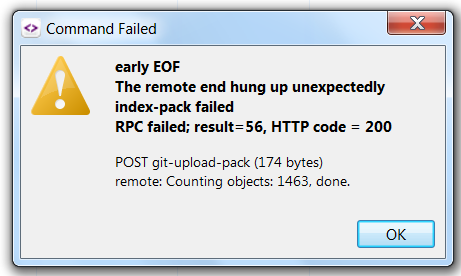 Command Failed
early EOF
The remote end hung up unexpectedly
index-pack failed
RPC failed; result=56, HTTP code = 200
POST git-upload-pack (174 bytes)
remote: Counting objects: 1463, done.
OK